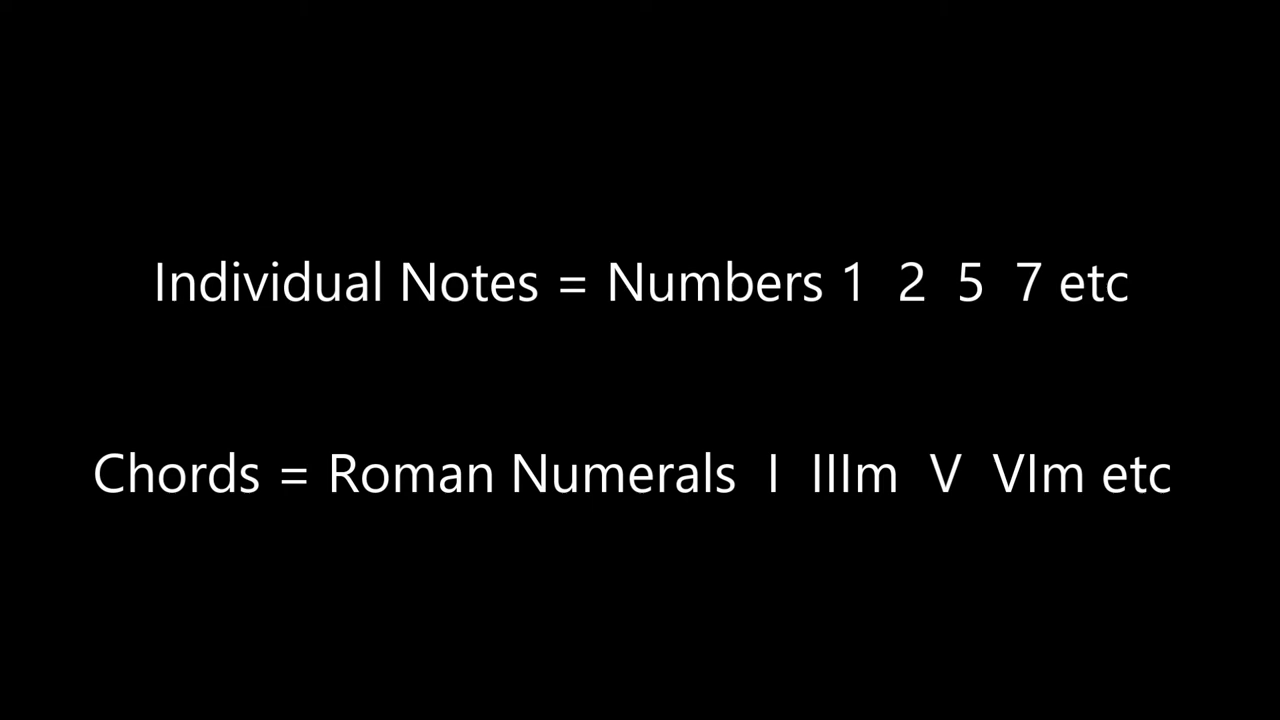 Individual Notes = Numbers 1 2 5 7 etc
Chords = Roman Numerals I IIIm V VIm etc